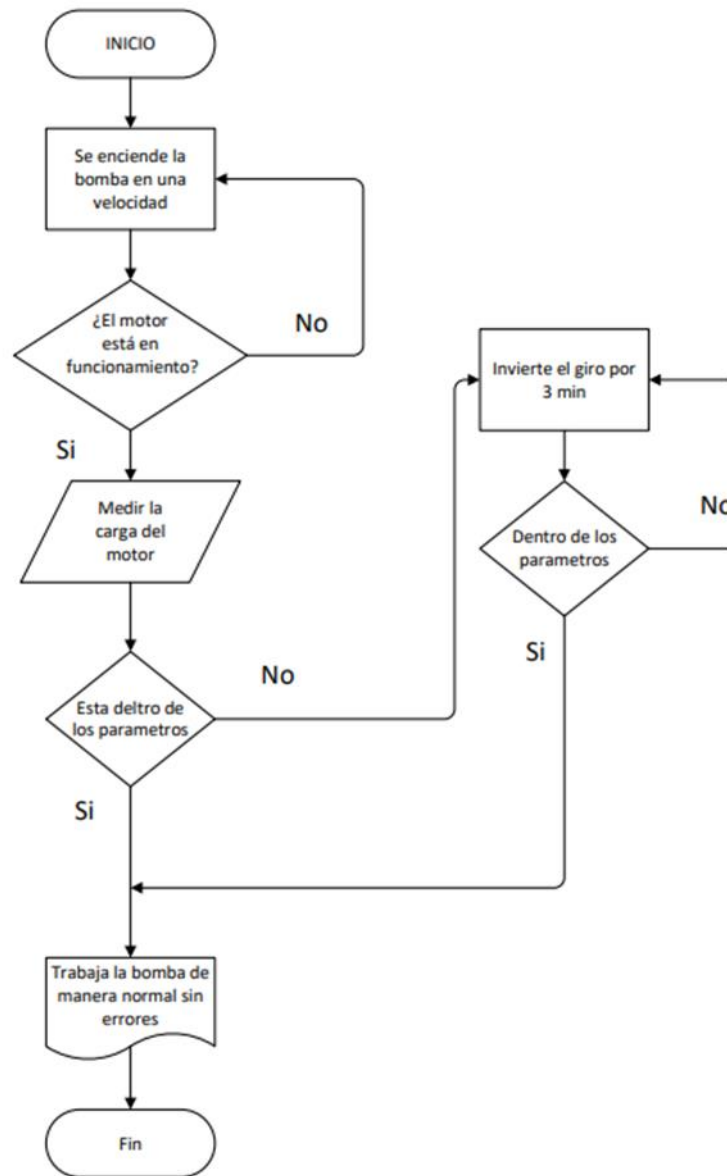 INICIO
Se enciende la
bomba en una
velocidad
¿El motor
está en
funcionamiento?
No
Si
Medir la
carga del
motor
Esta deltro de
los parametros
No
Si
Invierte el giro por
3 min
Dentro de los
parametros
No
Si
Trabaja la bomba de
manera normal sin
errores
Fin